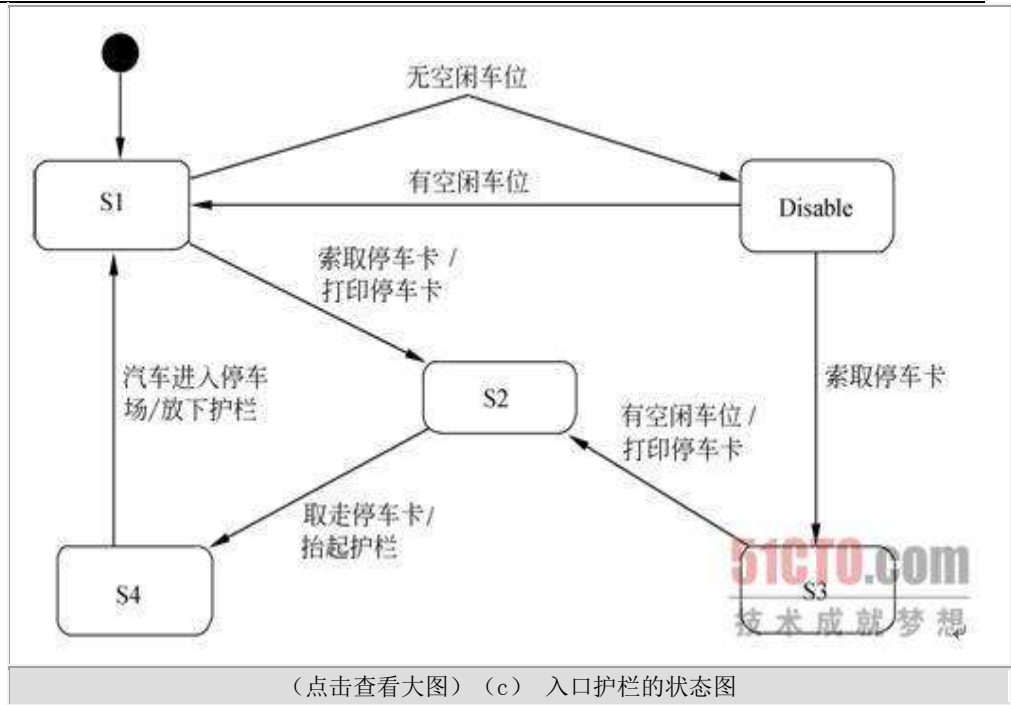 无空闲车位
S1
有空闲车位
Disable
索取停车卡 /
打印停车卡
汽车进入停车
场/放下护栏
S2
索取停车卡
有空闲车位 /
打印停车卡
取走停车卡/
抬起护栏
S4
51CTO.com
S3
技术成就梦想
（点击查看大图）（c） 入口护栏的状态图